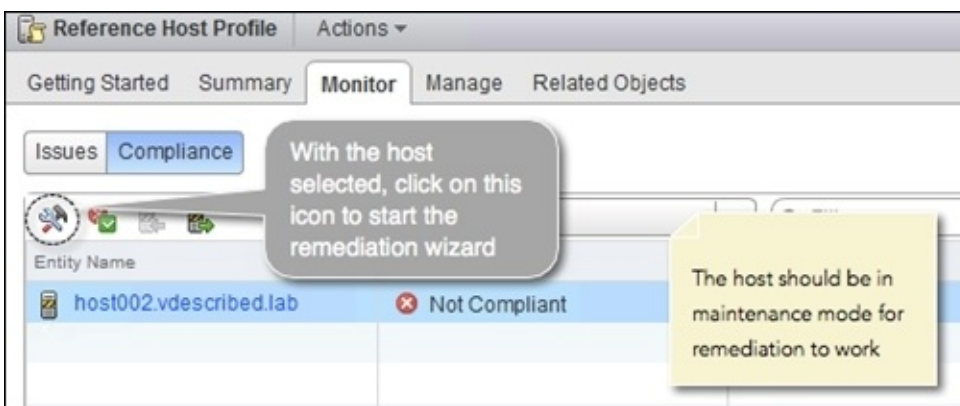 Reference Host Profile Actions
Getting Started Summary Monitor Manage Related Objects
Issues Compliance
With the host
selected, click on this
icon to start the
remediation wizard
Entity Name
host002.vdescribed.lab Not Compliant
The host should be in
maintenance mode for
remediation to work